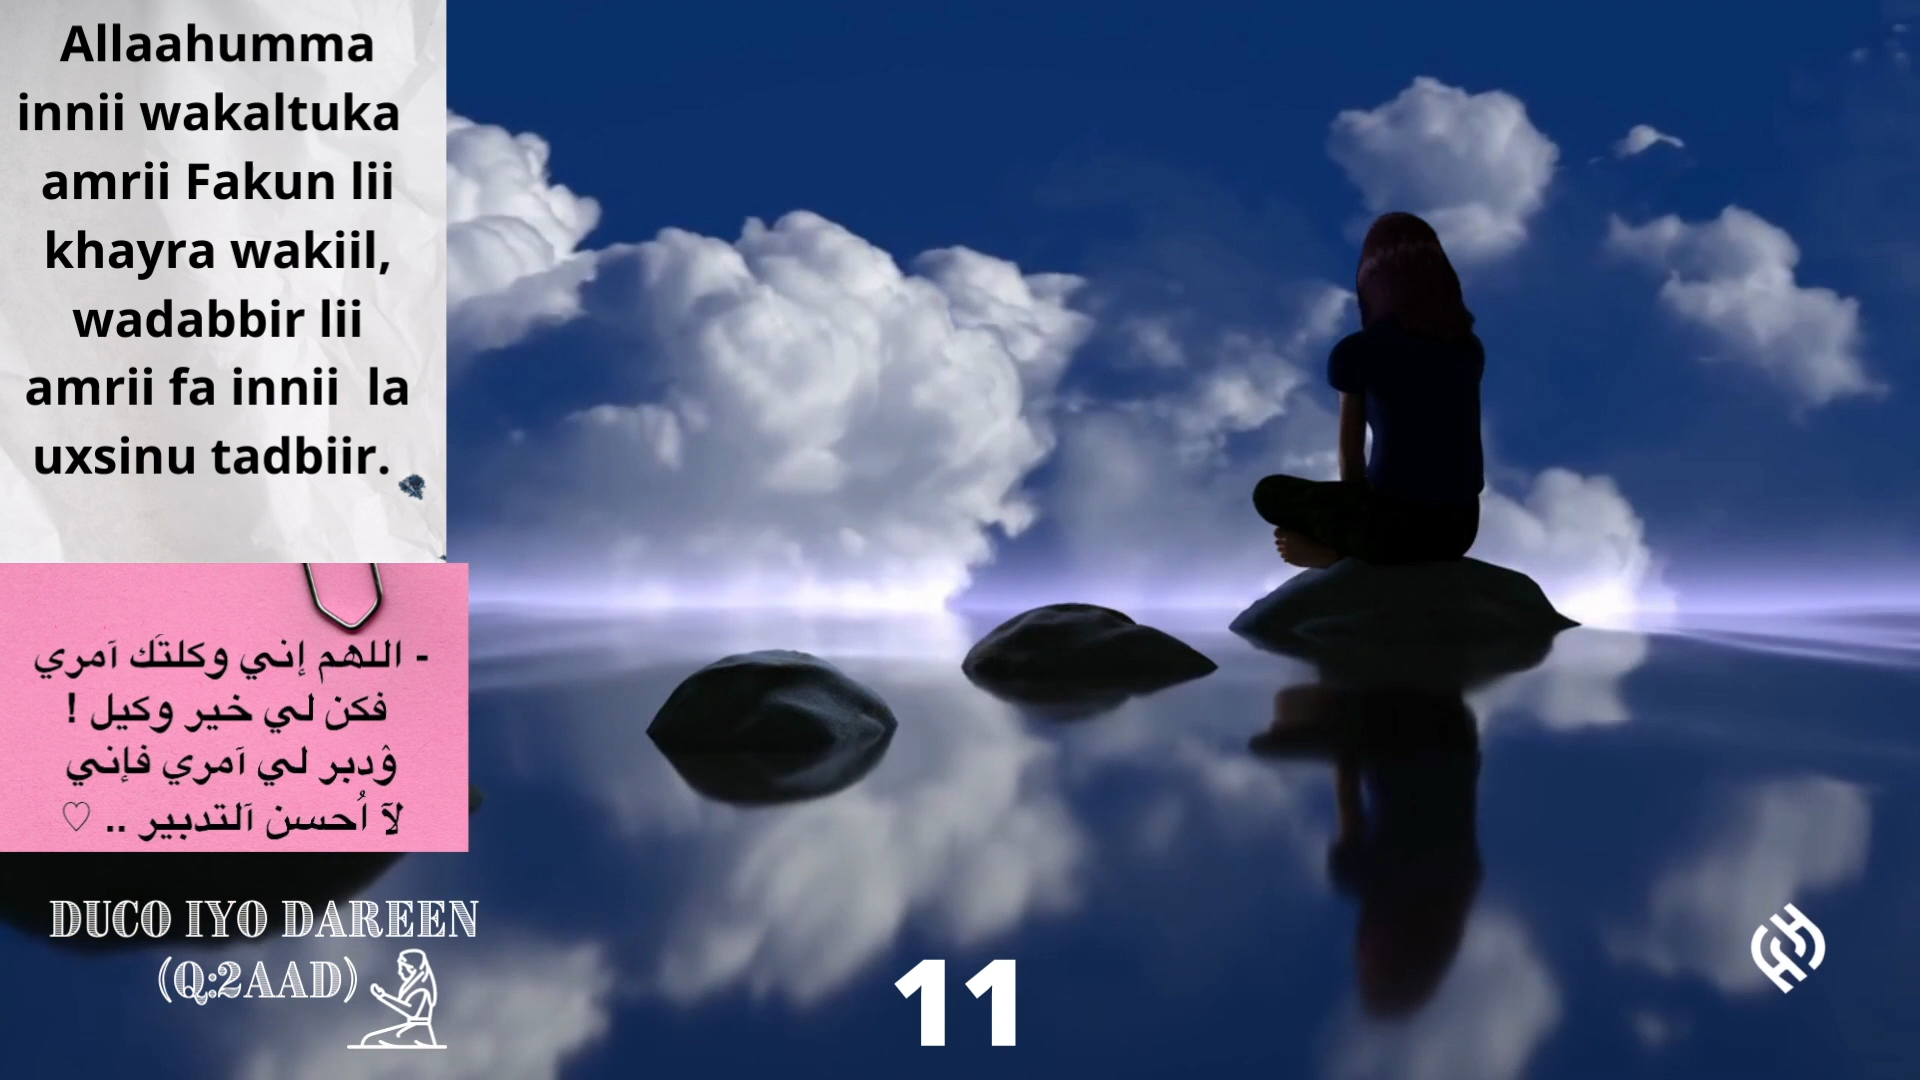 Allaahumma
innii wakaltuka
amrii Fakun lii
khayra wakiil,
wadabbir lii
amrii fa innii la
uxsinu tadbiir.
- اللهم إني وكلتَك آمري
فكن لي خير وكيل !
ۆدبر لي آمري فإني
لآ اُحسن آلتدبير .. ♡
DUCO IYO DAREEN
(Q:2AAD)
11